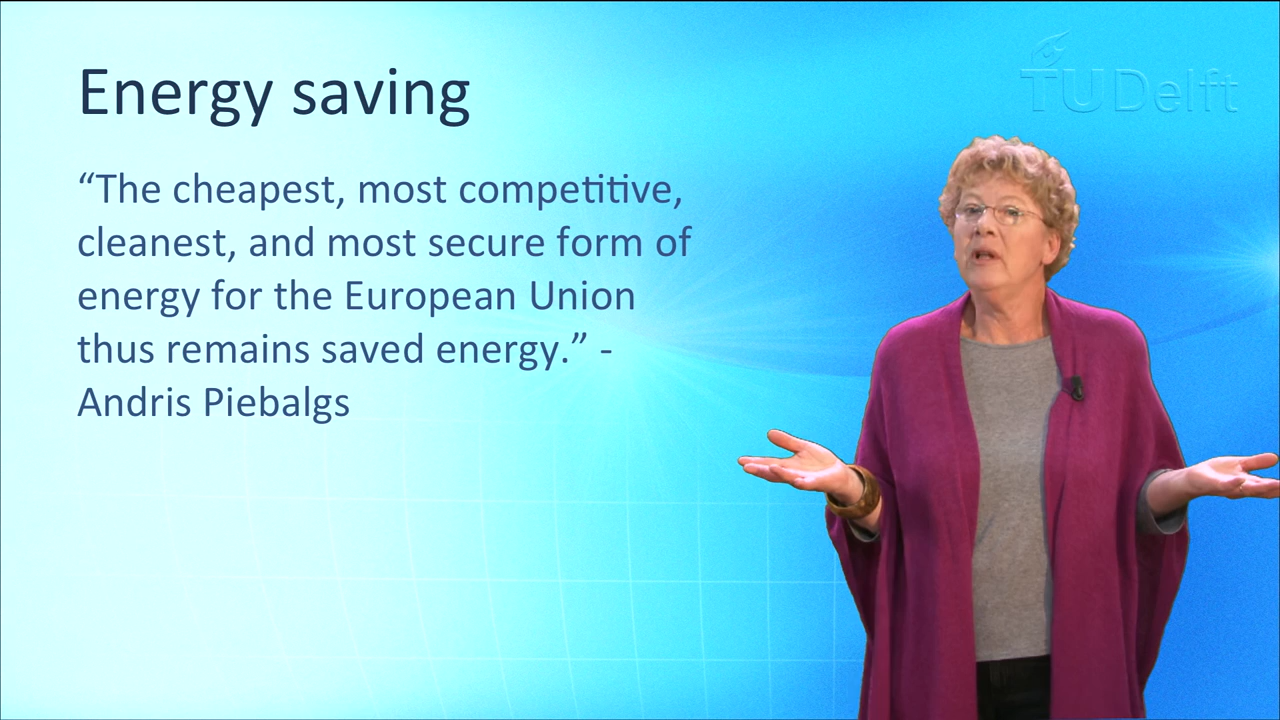 TU Delft
Energy saving
“The cheapest, most competitive,
cleanest, and most secure form of
energy for the European Union
thus remains saved energy.” -
Andris Piebalgs